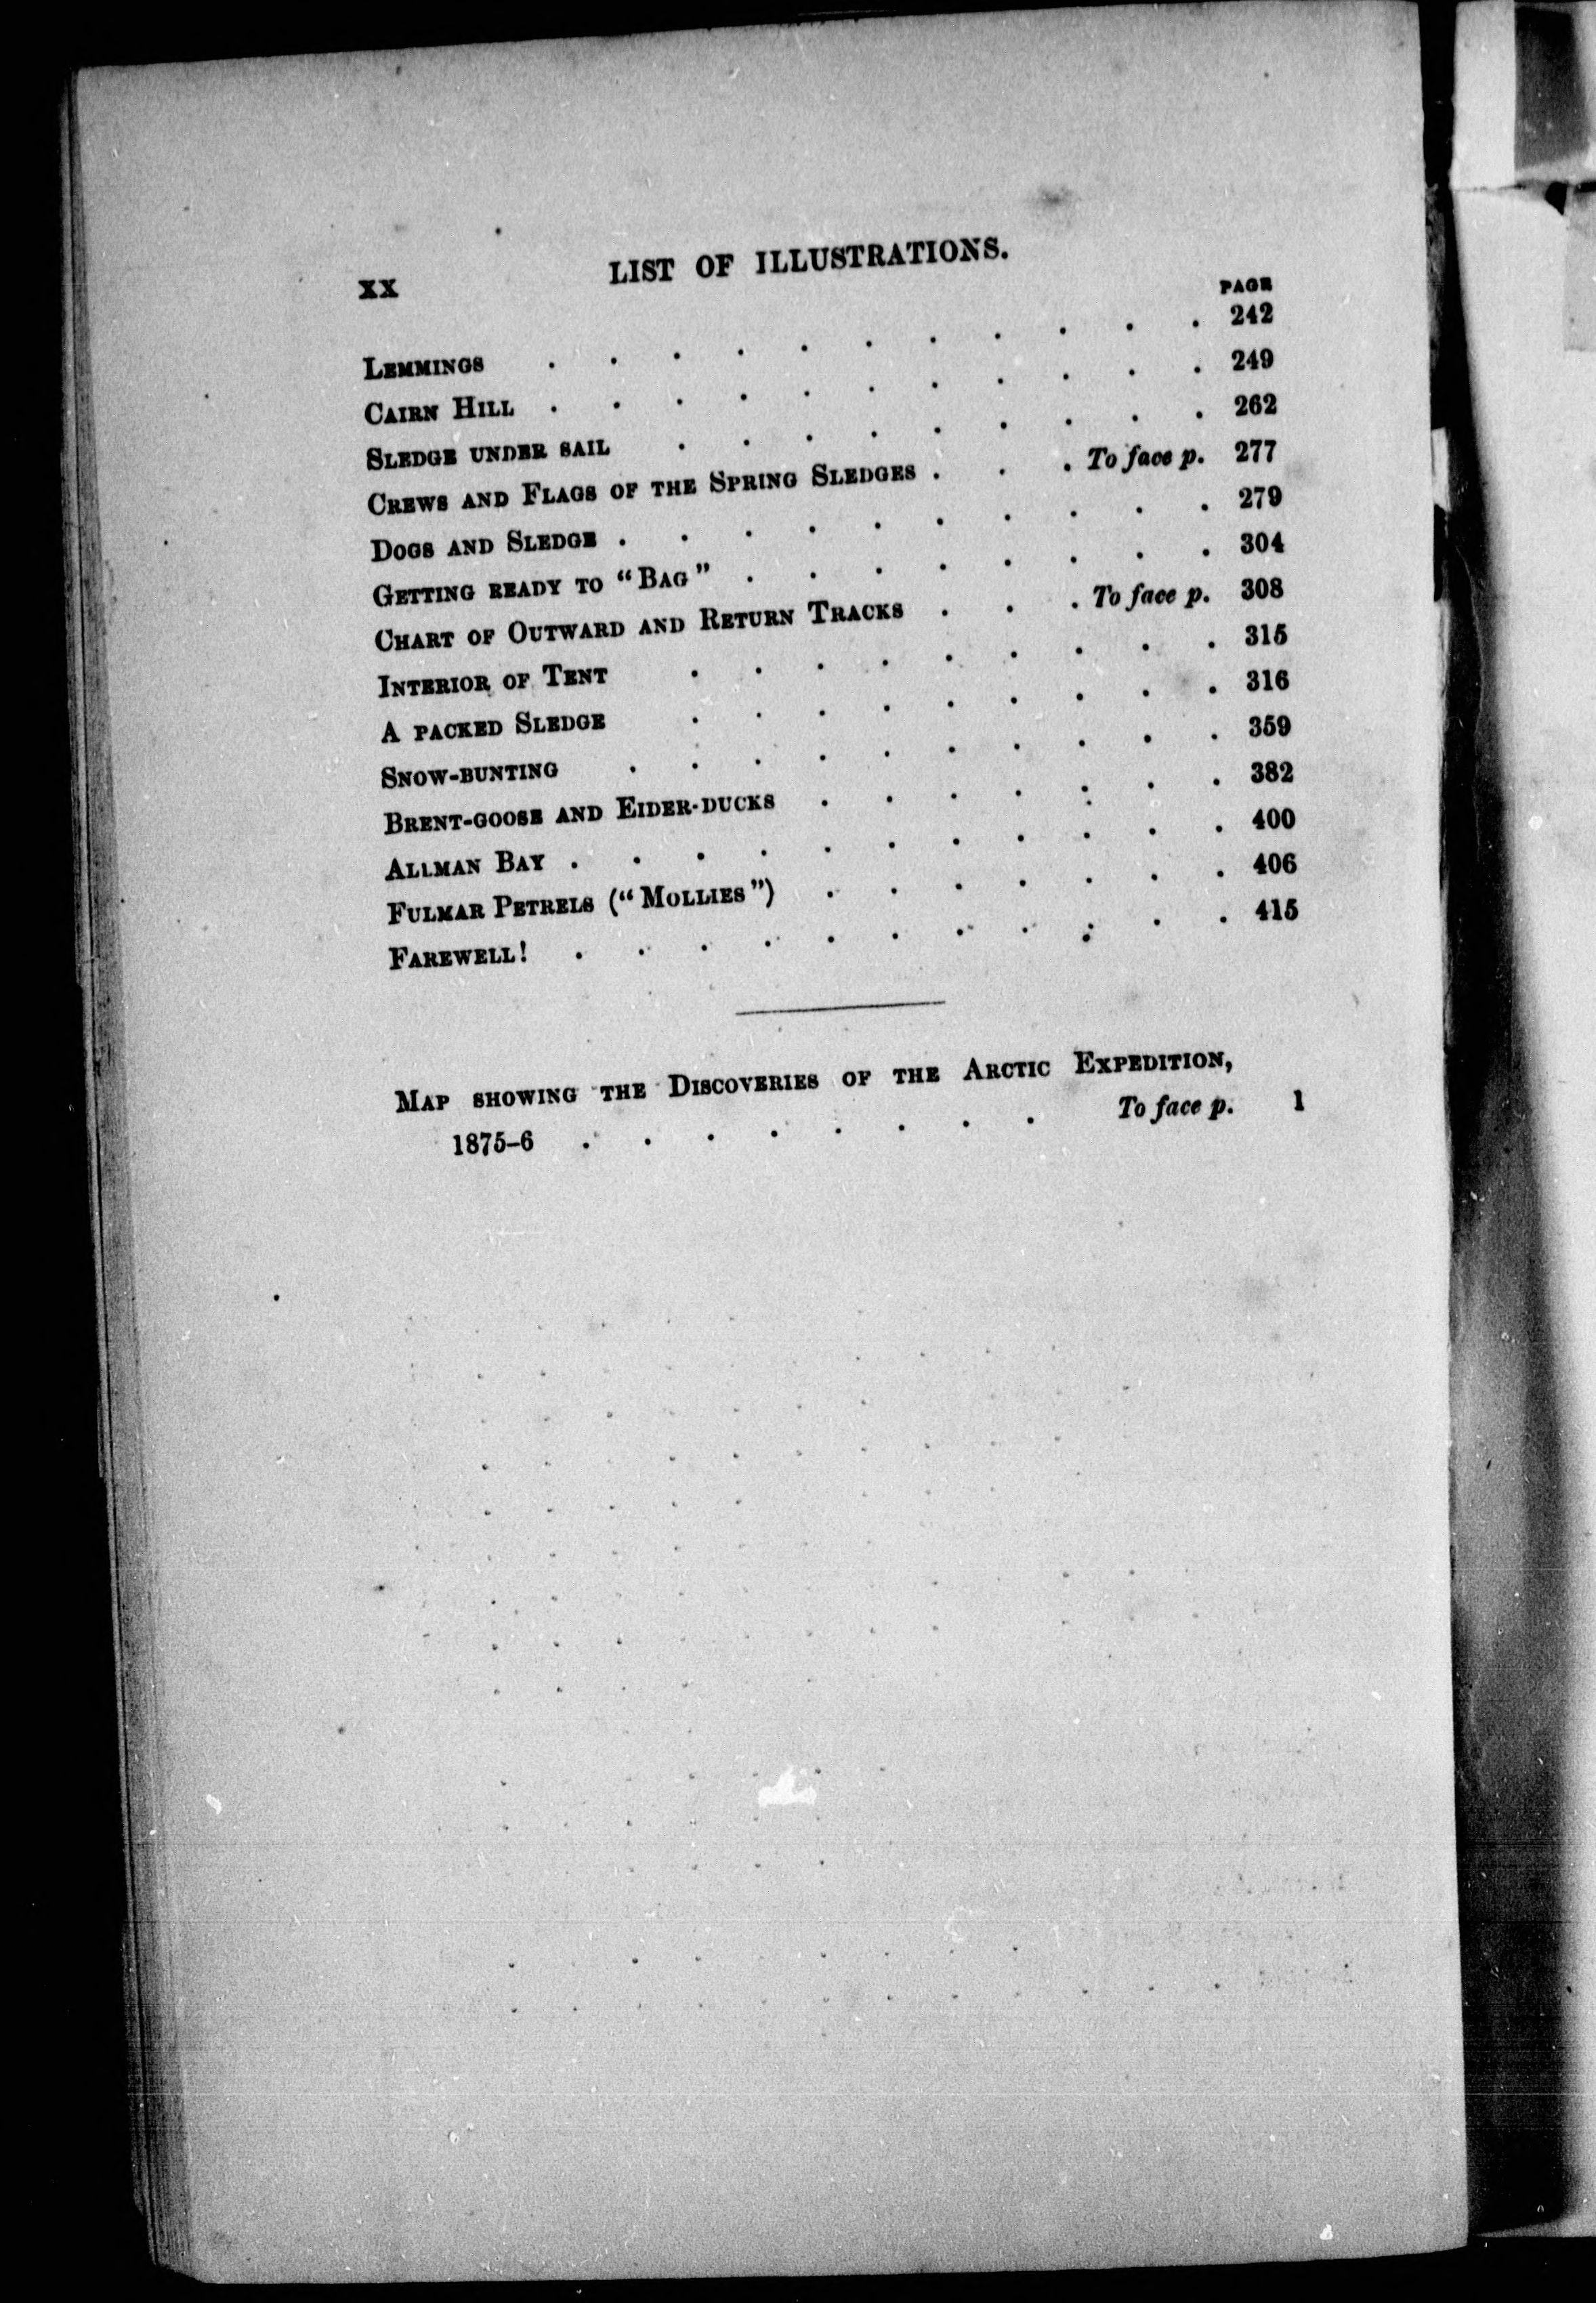 xx LIST OF ILLUSTRATIONS.
PAGE
Lemmings . . . . . . . . . . . 242
Cairn Hill . . . . . . . . . . . 249
Sledge under sail . . . . . . . . . 262
Crews and Flags of the Spring Sledges . . . To face p. 277
Dogs and Sledge . . . . . . . . . . 279
Getting ready to “Bag” . . . . . . . . 304
Chart of Outward and Return Tracks . . . To face p. 308
Interior of Tent . . . . . . . . . 315
A packed Sledge . . . . . . . . . 316
Snow-bunting . . . . . . . . . . 359
Brent-goose and Eider-ducks . . . . . . . 382
Allman Bay . . . . . . . . . . . 400
Fulmar Petrels (“Mollies”) . . . . . . . 406
Farewell! . . . . . . . . . . . 415
Map showing the Discoveries of the Arctic Expedition,
1875–6 . . . . . . . . To face p. 1